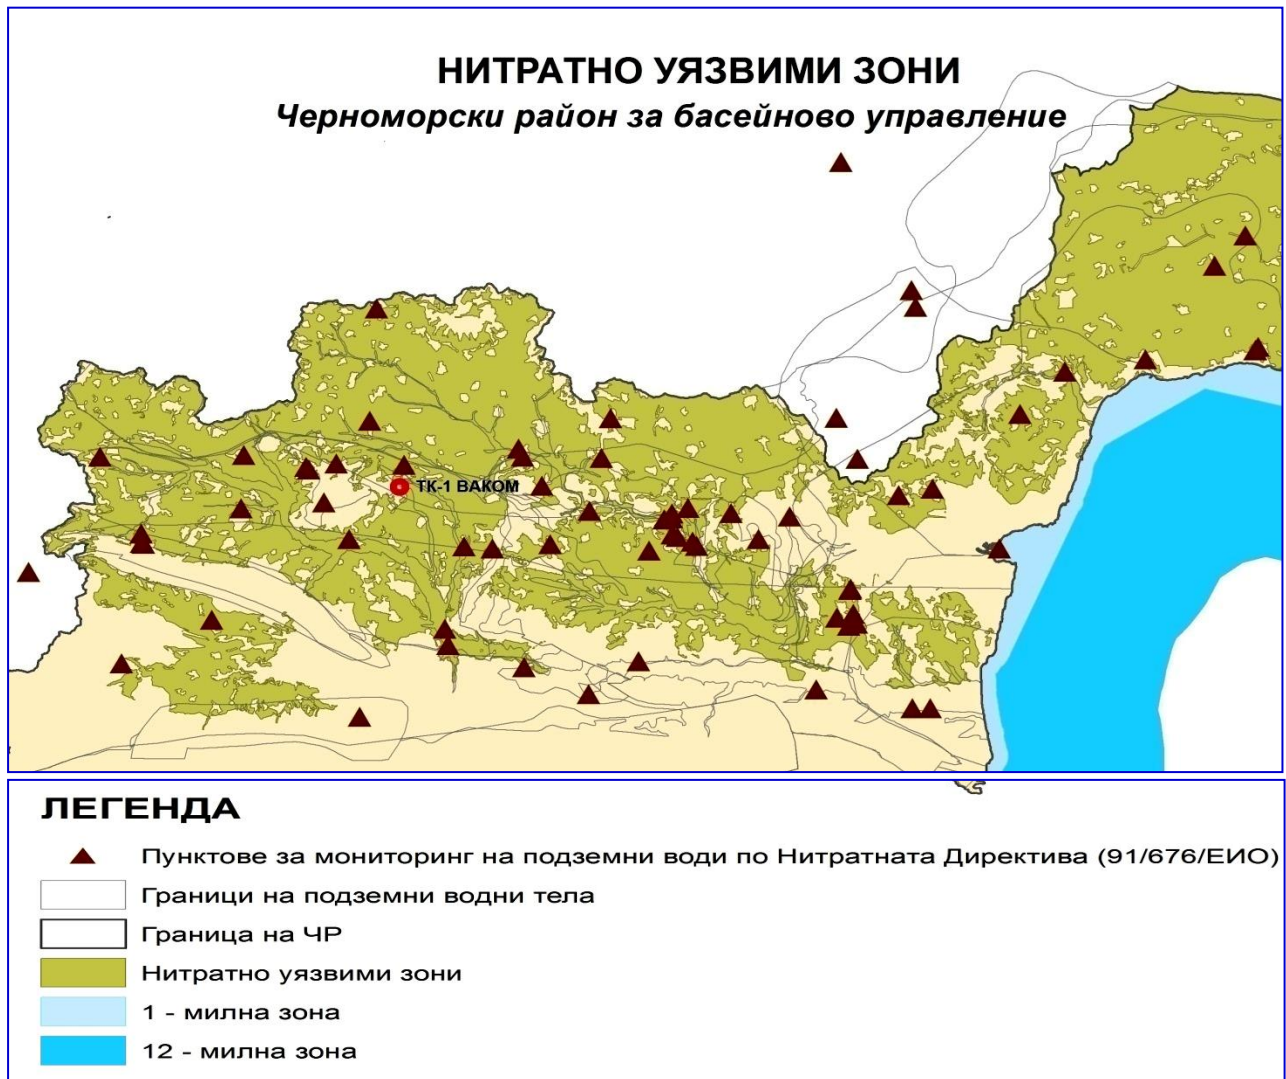 НИТРАТНО УЯЗВИМИ ЗОНИ
Черноморски район за басейново управление
ТК-1 ВАКОМ
ЛЕГЕНДА
Пунктове за мониторинг на подземни води по Нитратната Директива (91/676/ЕИО)
Граници на подземни водни тела
Граница на ЧР
Нитратно уязвими зони
1 - милна зона
12 - милна зона